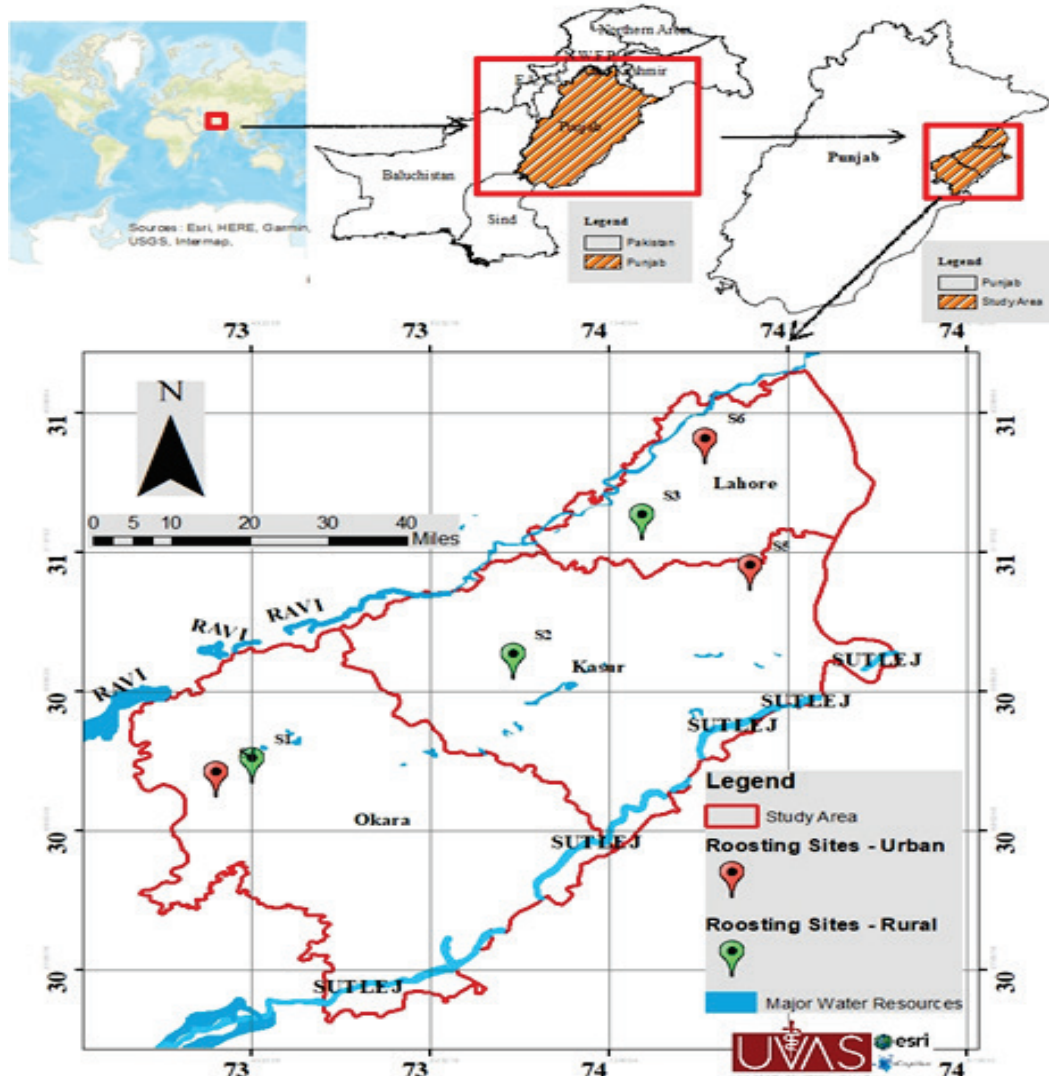 Sources: Esri, HERE, Garmin,
USGS, Intermap,
Northern Areas
Punjab
Baluchistan
Sind
Legend
Pakistan
Punjab
Punjab
Legend
Punjab
Study Area
73
73
74
74
74
N
31
31
S6
Lahore
S3
0 5 10 20 30 40
Miles
31
31
S5
RAVI
RAVI
S2
Kasur
SUTLEJ
RAVI
30
30
SUTLEJ
SUTLEJ
S1
Legend
Study Area
Okara
30
30
SUTLEJ
Roosting Sites - Urban
Roosting Sites - Rural
30
30
SUTLEJ
Major Water Resources
UVAS
esri
73
73
74
74
74